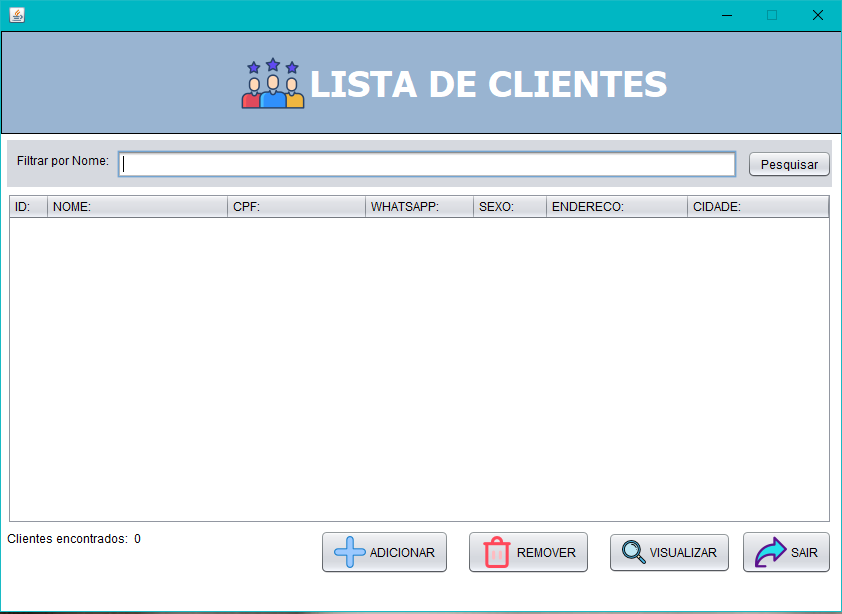 LISTA DE CLIENTES
Filtrar por Nome: Pesquisar
ID: NOME: CPF: WHATSAPP: SEXO: ENDERECO: CIDADE:
Clientes encontrados: 0
ADICIONAR REMOVER VISUALIZAR SAIR